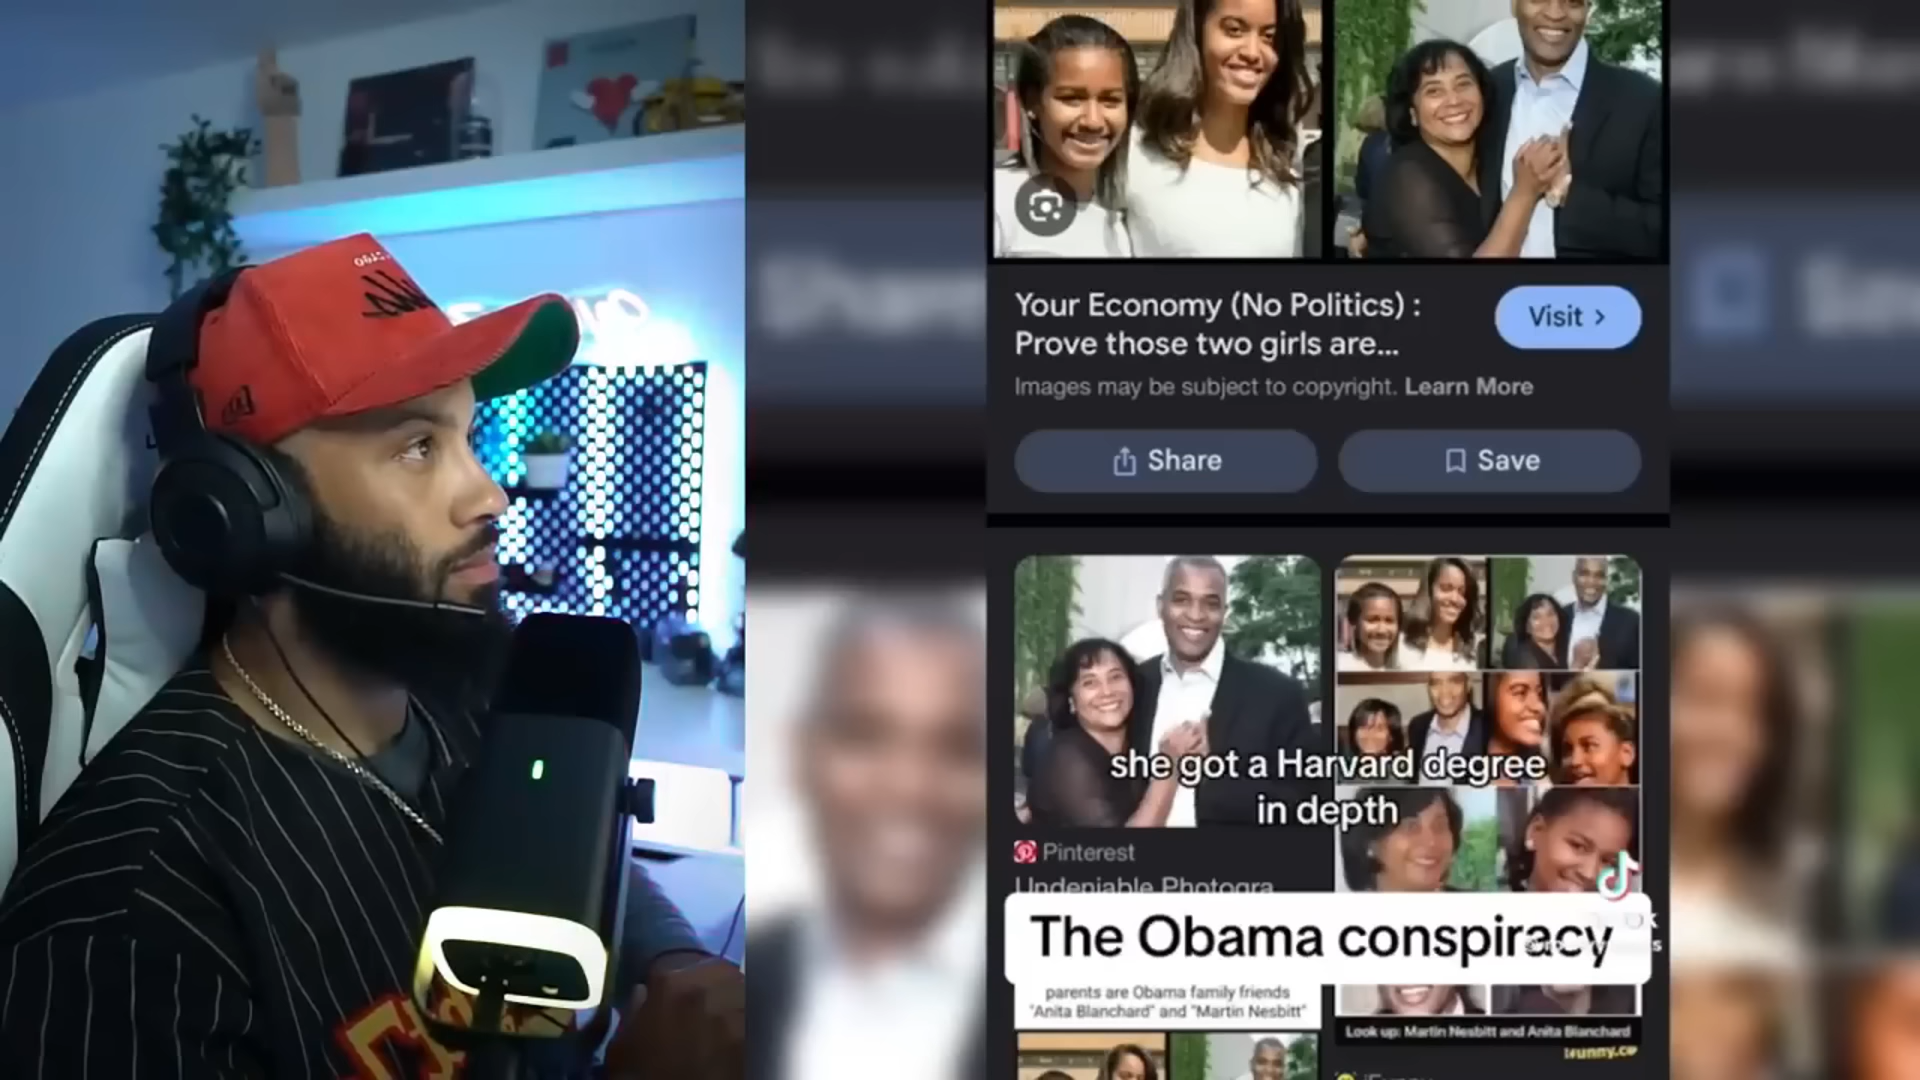 Your Economy (No Politics) :
Prove those two girls are...
Visit >
Images may be subject to copyright. Learn More
Share
Save
she got a Harvard degree
in depth
Pinterest
Undeniable Photogra
The Obama conspiracy
parents are Obama family friends
"Anita Blanchard" and "Martin Nesbitt"
Look up: Martin Nesbitt and Anita Blanchard
ifunny.co